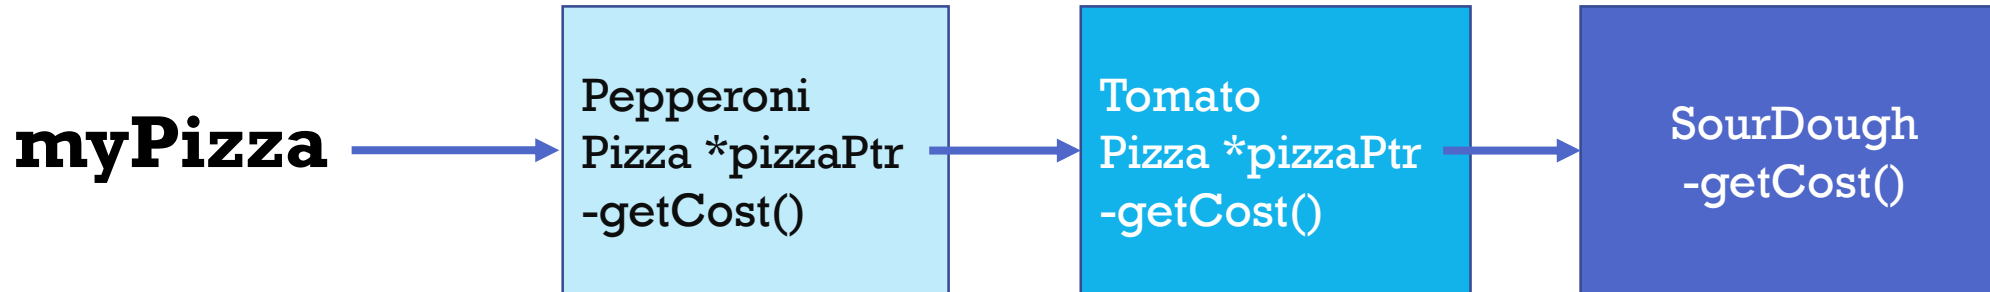 myPizza
Pepperoni
Pizza *pizzaPtr
-getCost()
Tomato
Pizza *pizzaPtr
-getCost()
SourDough
-getCost()